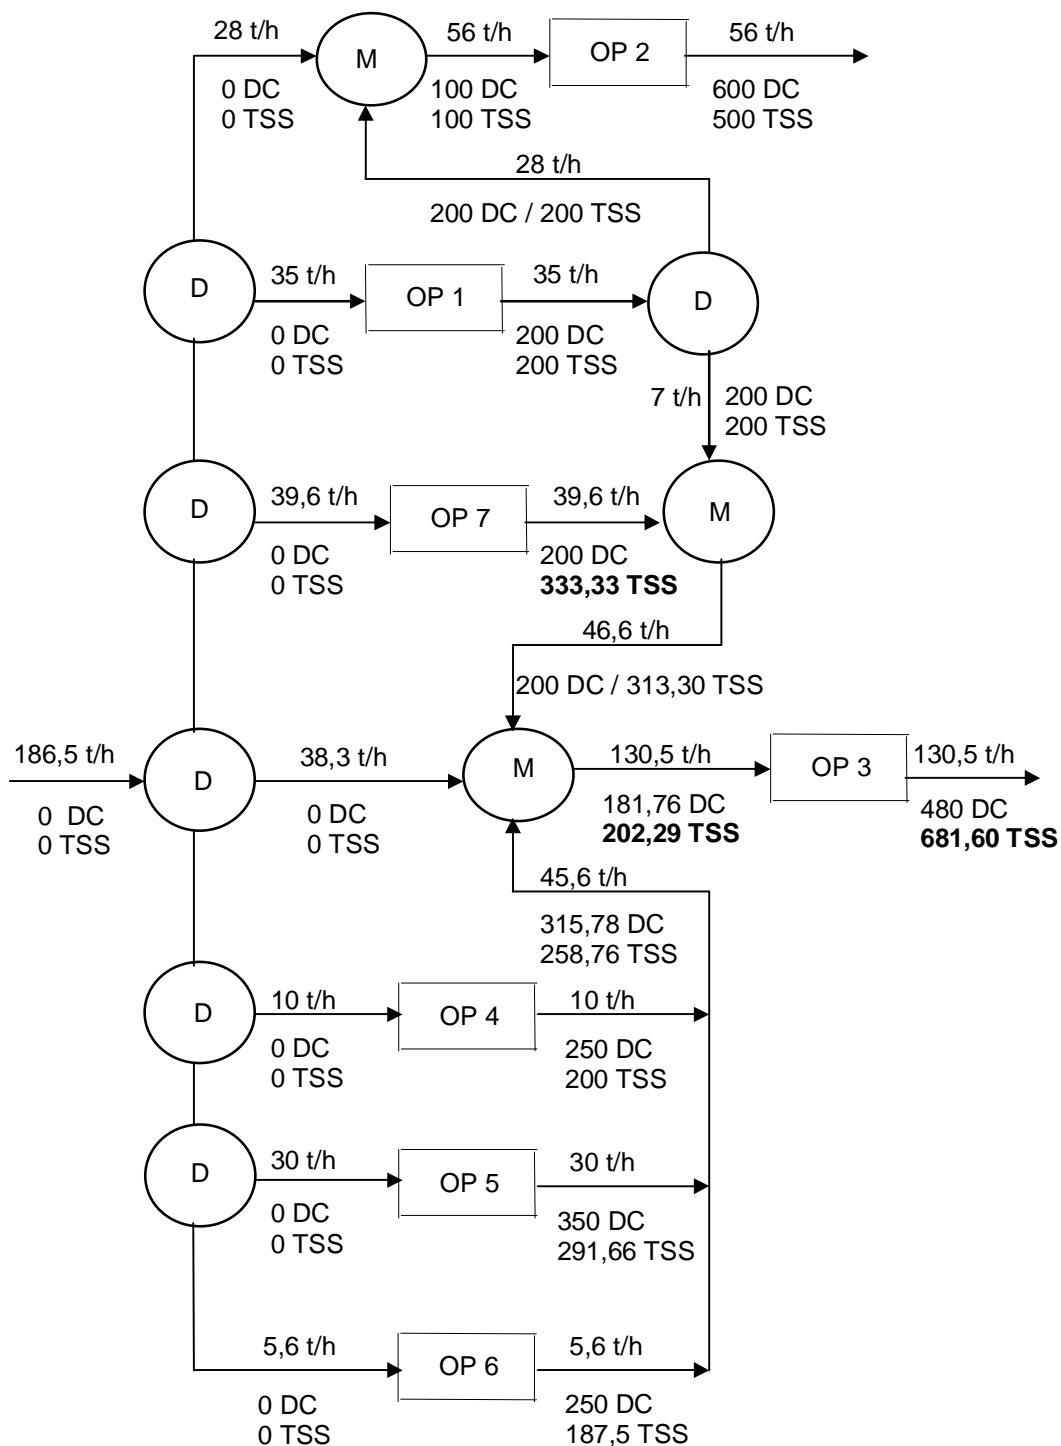 28 t/h
M
56 t/h
OP 2
56 t/h
0 DC
0 TSS
100 DC
100 TSS
600 DC
500 TSS
28 t/h
200 DC / 200 TSS
D
35 t/h
OP 1
35 t/h
D
0 DC
0 TSS
200 DC
200 TSS
7 t/h
200 DC
200 TSS
D
39,6 t/h
OP 7
39,6 t/h
M
0 DC
0 TSS
200 DC
333,33 TSS
46,6 t/h
200 DC / 313,30 TSS
186,5 t/h
D
38,3 t/h
M
130,5 t/h
OP 3
130,5 t/h
0 DC
0 TSS
0 DC
0 TSS
181,76 DC
202,29 TSS
480 DC
681,60 TSS
45,6 t/h
315,78 DC
258,76 TSS
D
10 t/h
OP 4
10 t/h
0 DC
0 TSS
250 DC
200 TSS
D
30 t/h
OP 5
30 t/h
0 DC
0 TSS
350 DC
291,66 TSS
5,6 t/h
OP 6
5,6 t/h
0 DC
0 TSS
250 DC
187,5 TSS